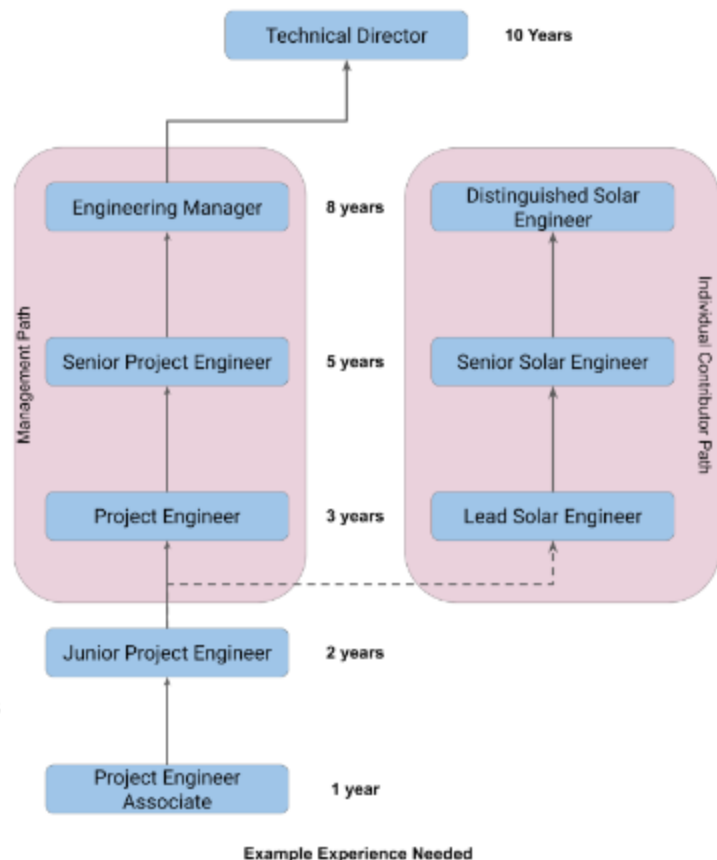 Technical Director
10 Years
Engineering Manager
8 years
Distinguished Solar
Engineer
Management Path
Individual Contributor Path
Senior Project Engineer
5 years
Senior Solar Engineer
Project Engineer
3 years
Lead Solar Engineer
Junior Project Engineer
2 years
Project Engineer
Associate
1 year
Example Experience Needed